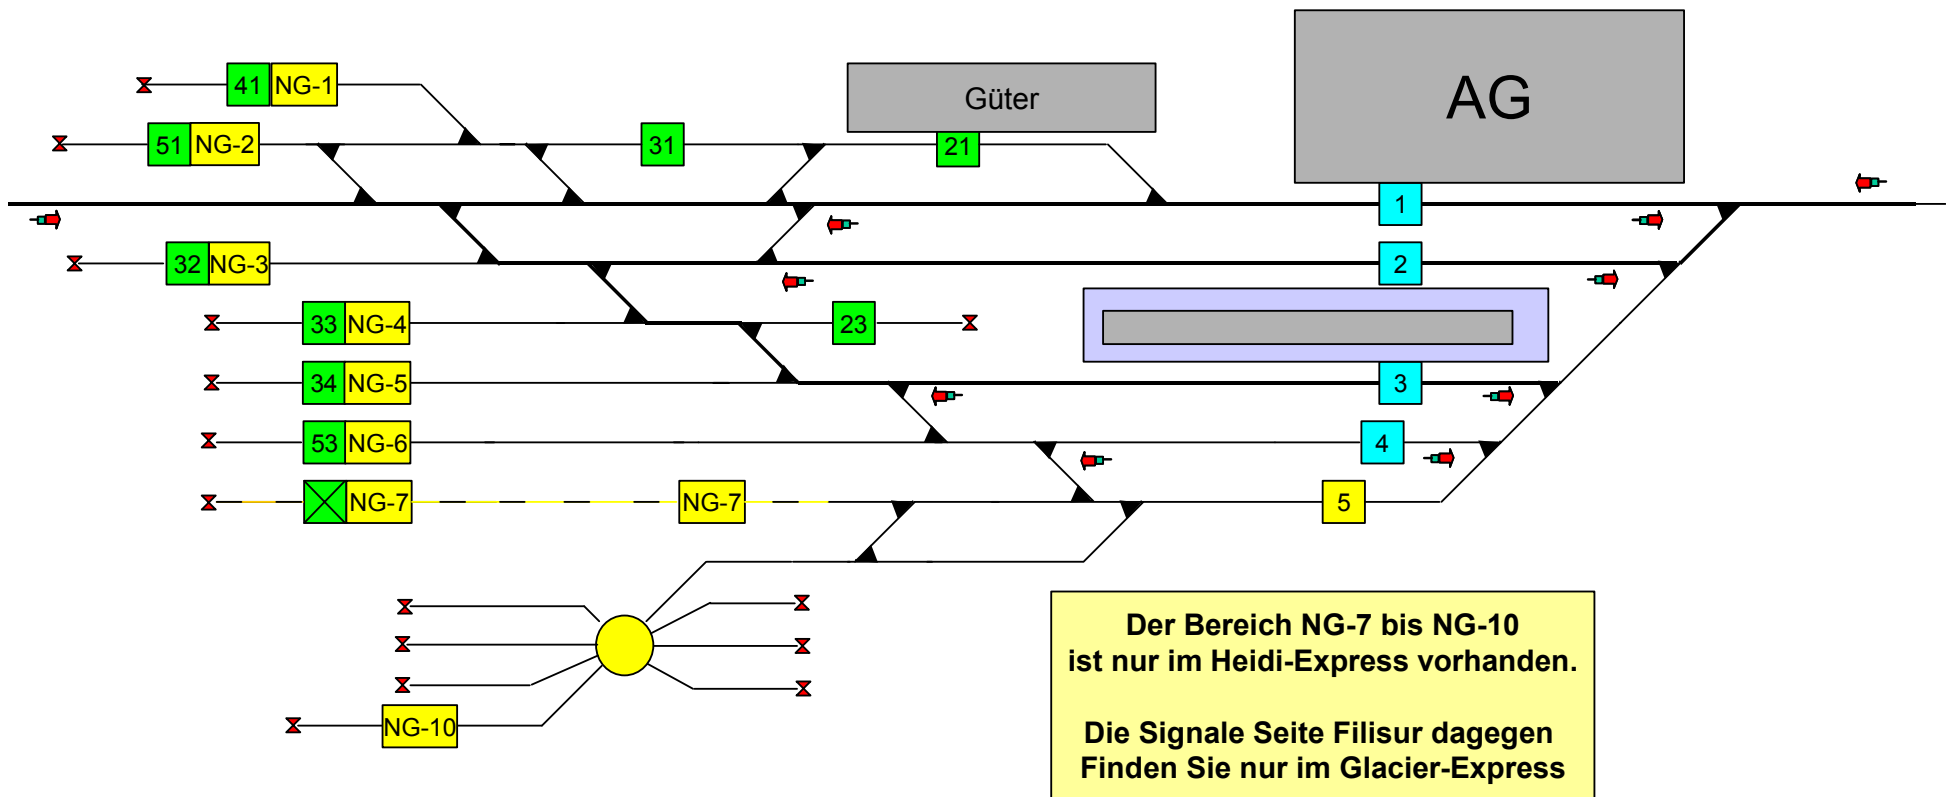 AG
41 NG-1
Güter
51 NG-2 31 21
1
32 NG-3 2
33 NG-4 23
34 NG-5 3
53 NG-6 4
NG-7 NG-7 5
NG-10
Der Bereich NG-7 bis NG-10
ist nur im Heidi-Express vorhanden.
Die Signale Seite Filisur dagegen
Finden Sie nur im Glacier-Express